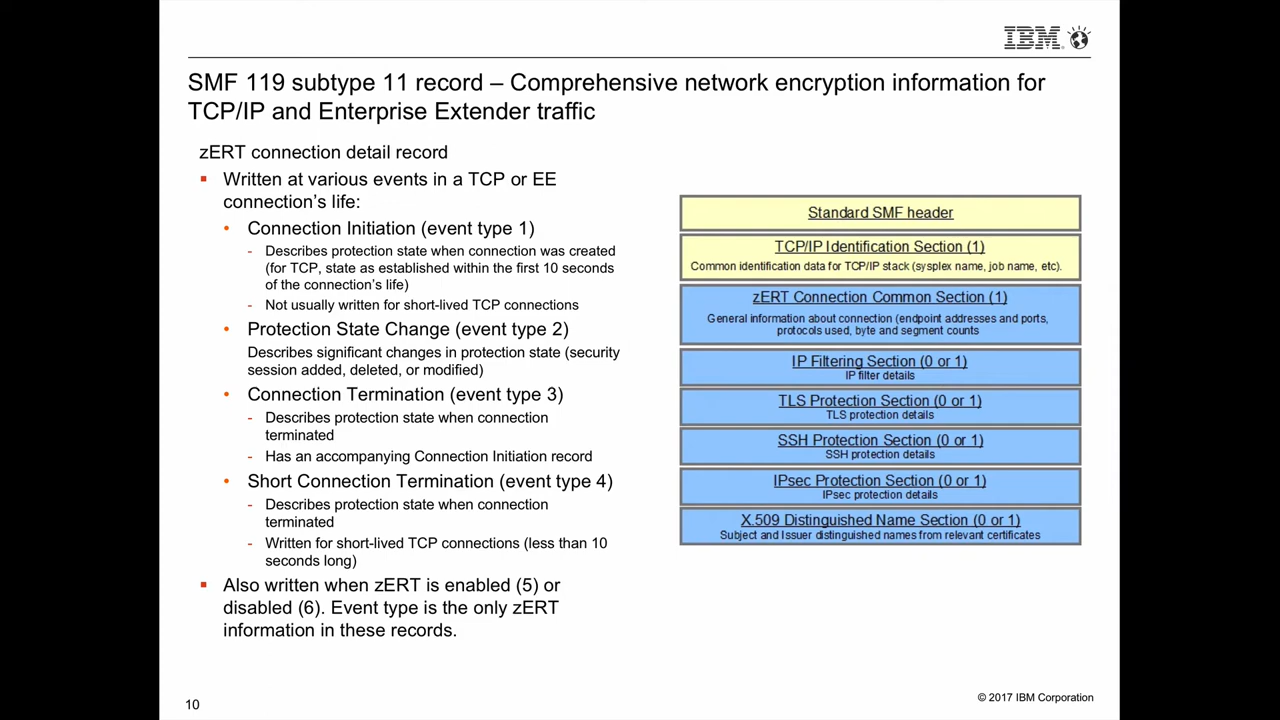 IBM
SMF 119 subtype 11 record – Comprehensive network encryption information for
TCP/IP and Enterprise Extender traffic
zERT connection detail record
▪ Written at various events in a TCP or EE
connection's life:
• Connection Initiation (event type 1)
- Describes protection state when connection was created
(for TCP, state as established within the first 10 seconds
of the connection's life)
- Not usually written for short-lived TCP connections
• Protection State Change (event type 2)
Describes significant changes in protection state (security
session added, deleted, or modified)
• Connection Termination (event type 3)
- Describes protection state when connection
terminated
- Has an accompanying Connection Initiation record
• Short Connection Termination (event type 4)
- Describes protection state when connection
terminated
- Written for short-lived TCP connections (less than 10
seconds long)
▪ Also written when zERT is enabled (5) or
disabled (6). Event type is the only zERT
information in these records.
Standard SMF header
TCP/IP Identification Section (1)
Common identification data for TCP/IP stack (sysplex name, job name, etc).
zERT Connection Common Section (1)
General information about connection (endpoint addresses and ports,
protocols used, byte and segment counts
IP Filtering Section (0 or 1)
IP filter details
TLS Protection Section (0 or 1)
TLS protection details
SSH Protection Section (0 or 1)
SSH protection details
IPsec Protection Section (0 or 1)
IPsec protection details
X.509 Distinguished Name Section (0 or 1)
Subject and Issuer distinguished names from relevant certificates
10
© 2017 IBM Corporation